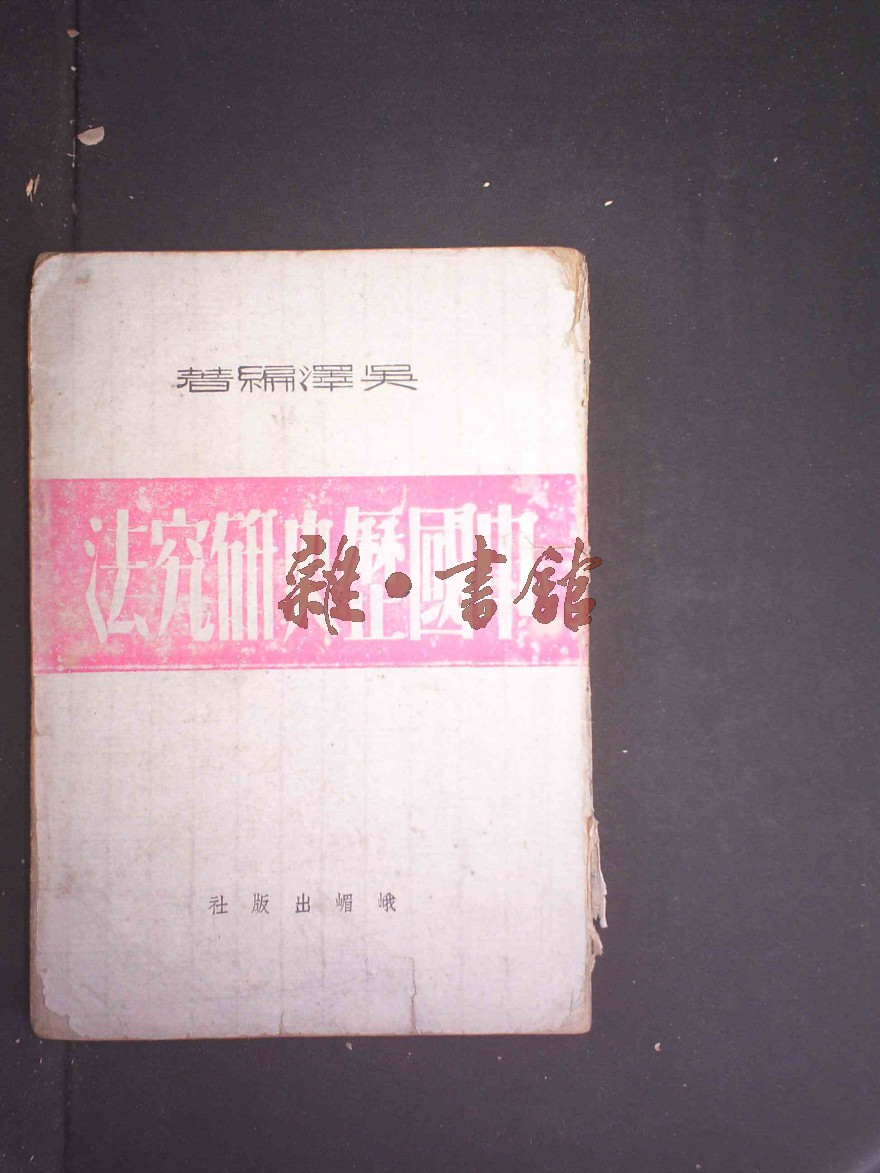 吳澤編著
中國歷史研究法
雜·書館
峨嵋出版社